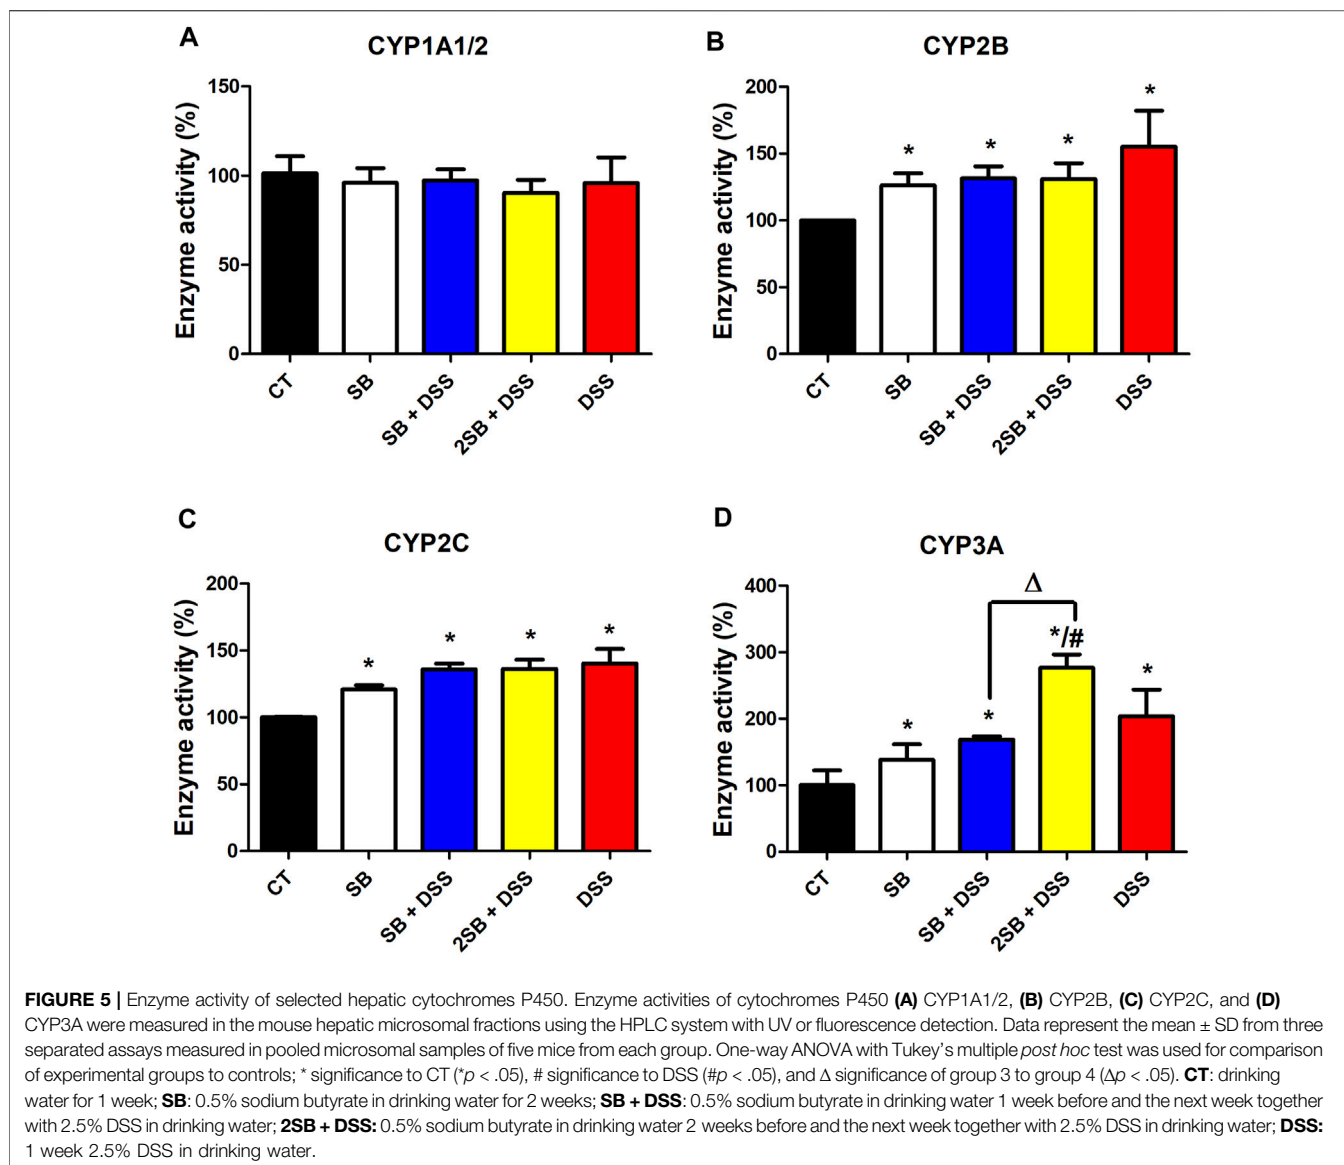 A
CYP1A1/2
Enzyme activity (%)
150
100
50
0
CT
SB
SB + DSS
2SB + DSS
DSS
B
CYP2B
Enzyme activity (%)
200
150
100
50
0
*
*
*
*
CT
SB
SB + DSS
2SB + DSS
DSS
C
CYP2C
Enzyme activity (%)
200
150
100
50
0
*
*
*
*
CT
SB
SB + DSS
2SB + DSS
DSS
D
CYP3A
Enzyme activity (%)
400
300
200
100
0
Δ
*
*
*/#
*
CT
SB
SB + DSS
2SB + DSS
DSS
FIGURE 5 | Enzyme activity of selected hepatic cytochromes P450. Enzyme activities of cytochromes P450 (A) CYP1A1/2, (B) CYP2B, (C) CYP2C, and (D)
CYP3A were measured in the mouse hepatic microsomal fractions using the HPLC system with UV or fluorescence detection. Data represent the mean ± SD from three
separated assays measured in pooled microsomal samples of five mice from each group. One-way ANOVA with Tukey's multiple post hoc test was used for comparison
of experimental groups to controls; * significance to CT (*p < .05), # significance to DSS (#p < .05), and Δ significance of group 3 to group 4 (Δp < .05). CT: drinking
water for 1 week; SB: 0.5% sodium butyrate in drinking water for 2 weeks; SB + DSS: 0.5% sodium butyrate in drinking water 1 week before and the next week together
with 2.5% DSS in drinking water; 2SB + DSS: 0.5% sodium butyrate in drinking water 2 weeks before and the next week together with 2.5% DSS in drinking water; DSS:
1 week 2.5% DSS in drinking water.